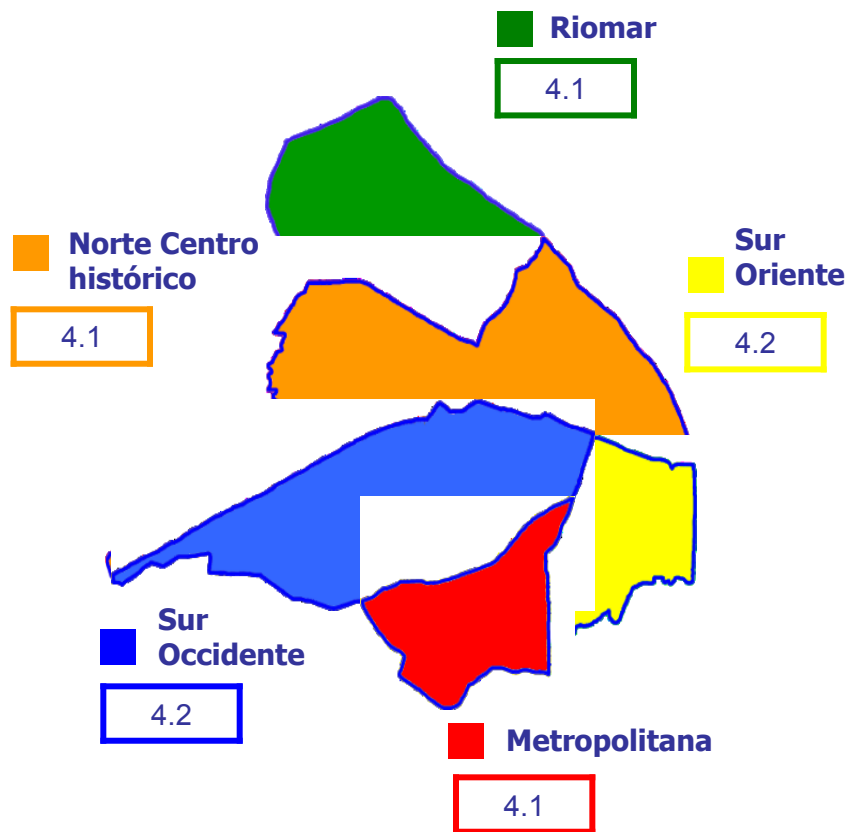 Riomar
4.1
Norte Centro
histórico
4.1
Sur
Oriente
4.2
Sur
Occidente
4.2
Metropolitana
4.1